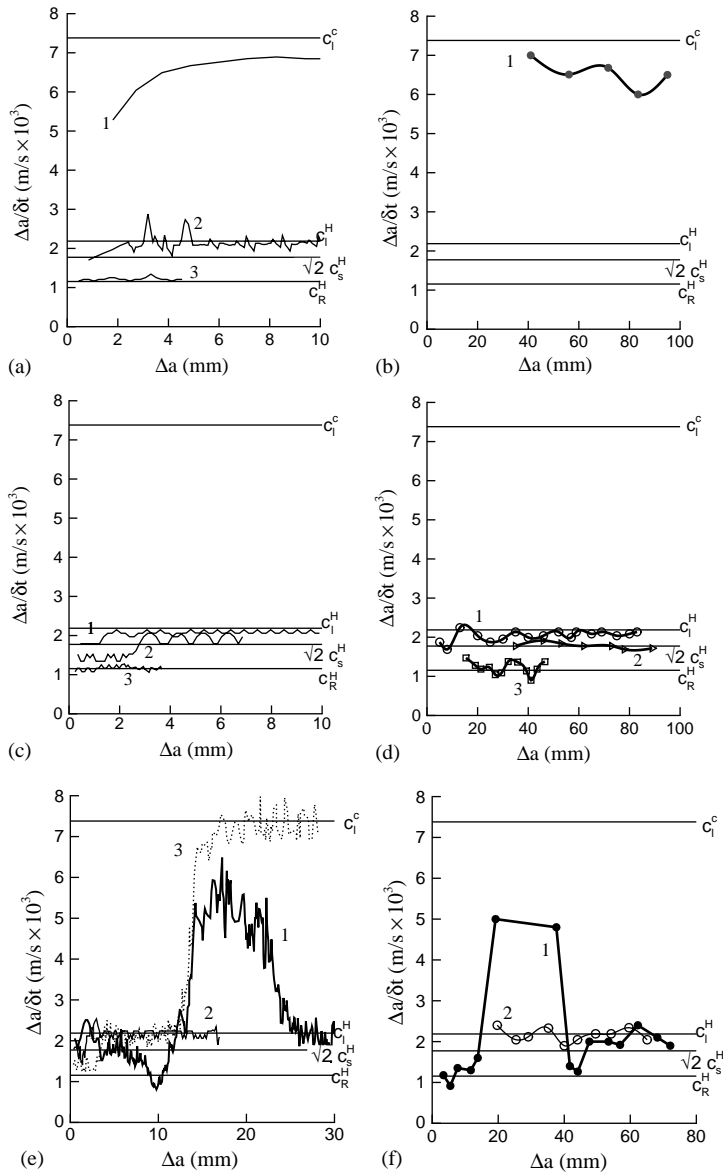 8
7
6
5
4
3
2
1
0
Δa/δt (m/s×10³)
c_l^c
1
2
c_l^H
√2 c_s^H
3
c_R^H
0 2 4 6 8 10
(a) Δa (mm)
8
7
6
5
4
3
2
1
0
Δa/δt (m/s×10³)
c_l^c
1
c_l^H
√2 c_s^H
c_R^H
0 20 40 60 80 100
(b) Δa (mm)
8
7
6
5
4
3
2
1
0
Δa/δt (m/s×10³)
c_l^c
1
c_l^H
2
√2 c_s^H
3
c_R^H
0 2 4 6 8 10
(c) Δa (mm)
8
7
6
5
4
3
2
1
0
Δa/δt (m/s×10³)
c_l^c
1
c_l^H
2
√2 c_s^H
3
c_R^H
0 20 40 60 80 100
(d) Δa (mm)
8
7
6
5
4
3
2
1
0
Δa/δt (m/s×10³)
c_l^c
3
1
2
c_l^H
√2 c_s^H
c_R^H
0 10 20 30
(e) Δa (mm)
8
7
6
5
4
3
2
1
0
Δa/δt (m/s×10³)
c_l^c
1
2
c_l^H
√2 c_s^H
c_R^H
0 20 40 60 80
(f) Δa (mm)